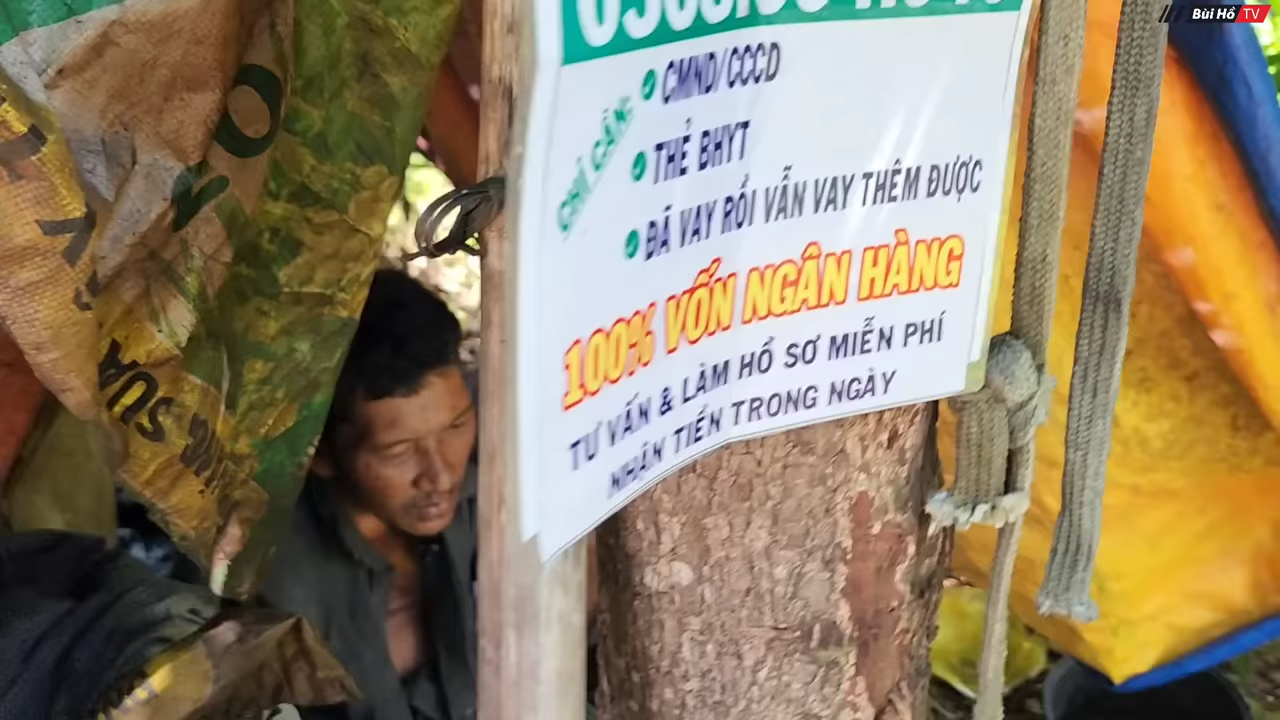 Bùi Hồ TV
CHỈ CẦN:
CMND/CCCD
THẺ BHYT
ĐÃ VAY RỒI VẪN VAY THÊM ĐƯỢC
100% VỐN NGÂN HÀNG
TƯ VẤN & LÀM HỒ SƠ MIỄN PHÍ
NHẬN TIỀN TRONG NGÀY